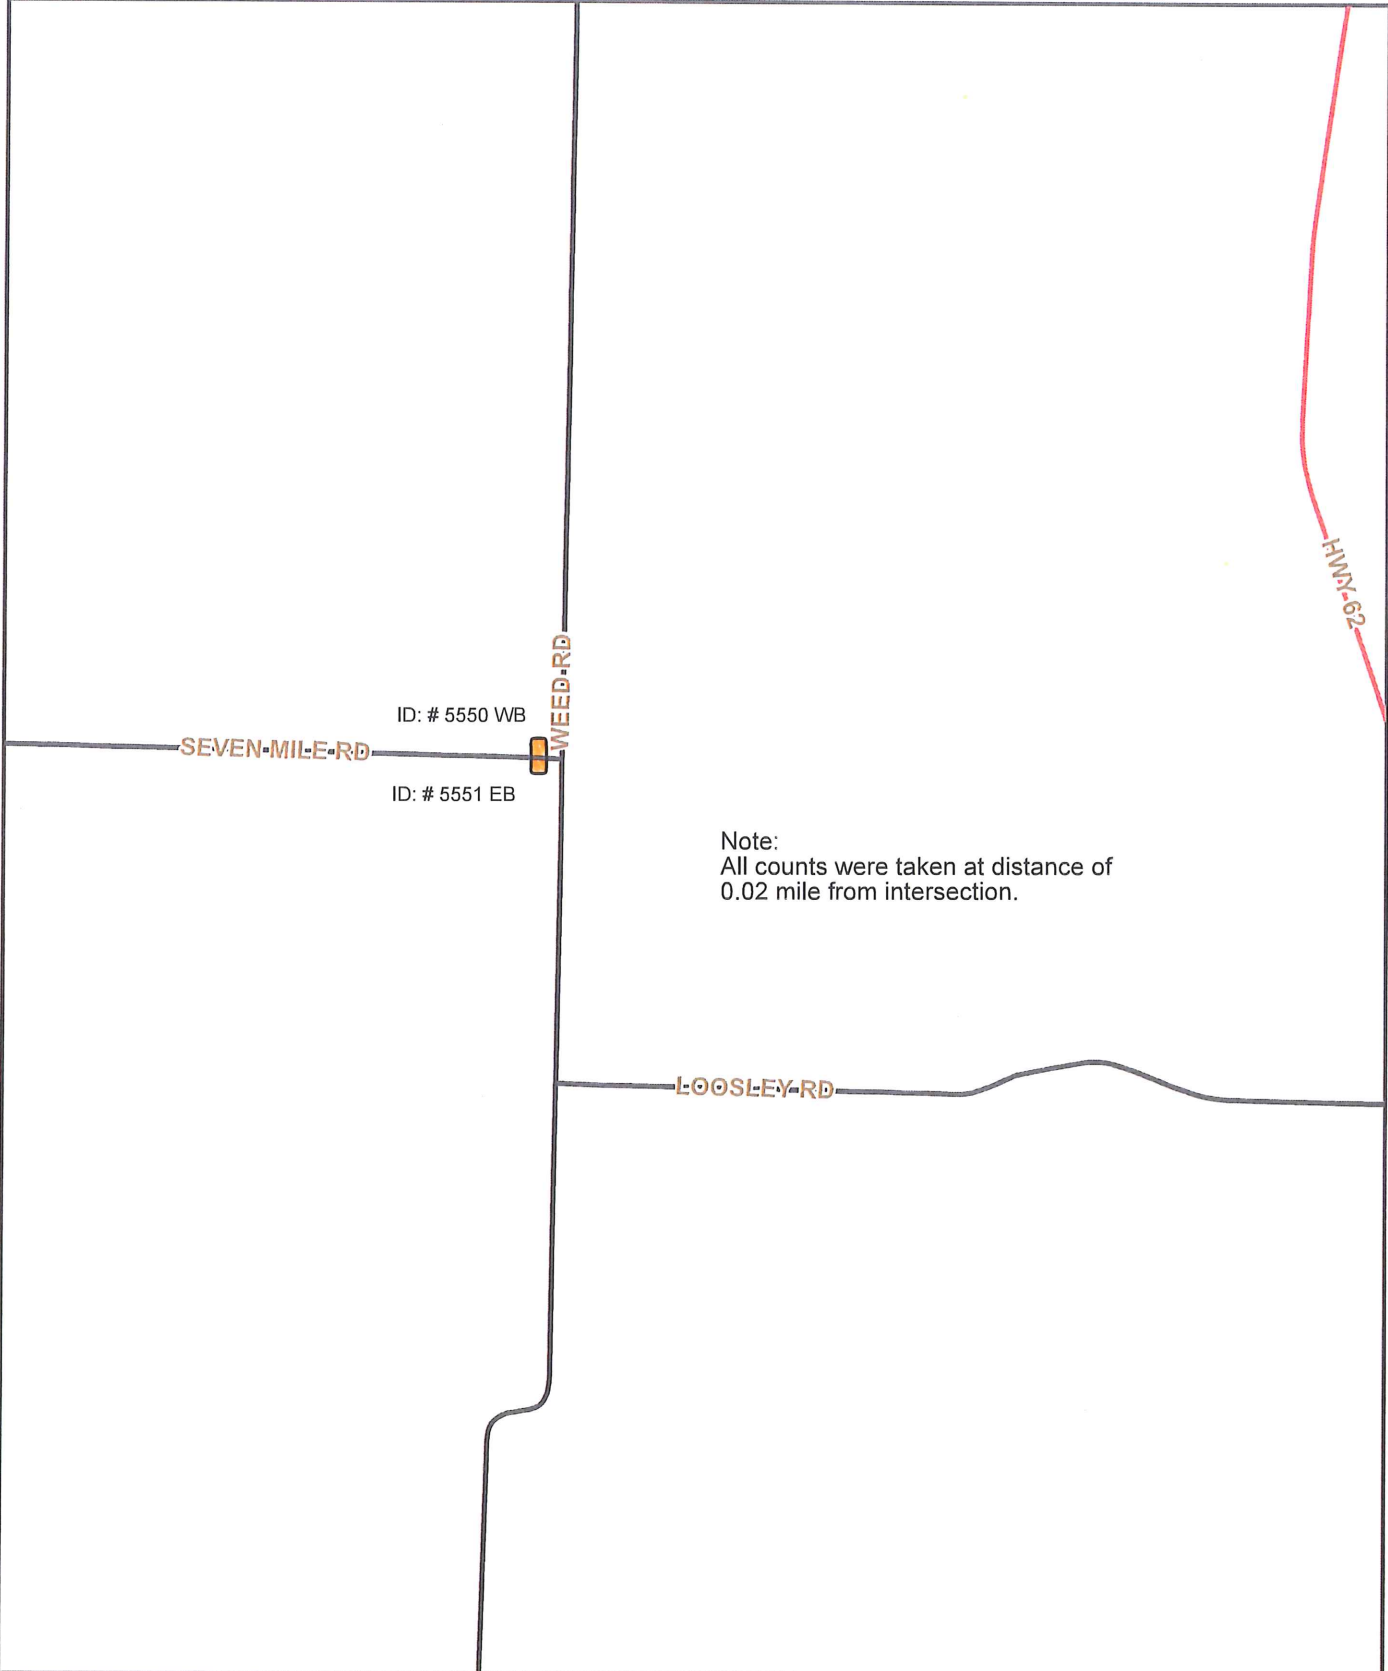 HWY 62
WEED RD
ID: # 5550 WB
SEVEN MILE RD
ID: # 5551 EB
Note:
All counts were taken at distance of
0.02 mile from intersection.
LOOSLEY RD